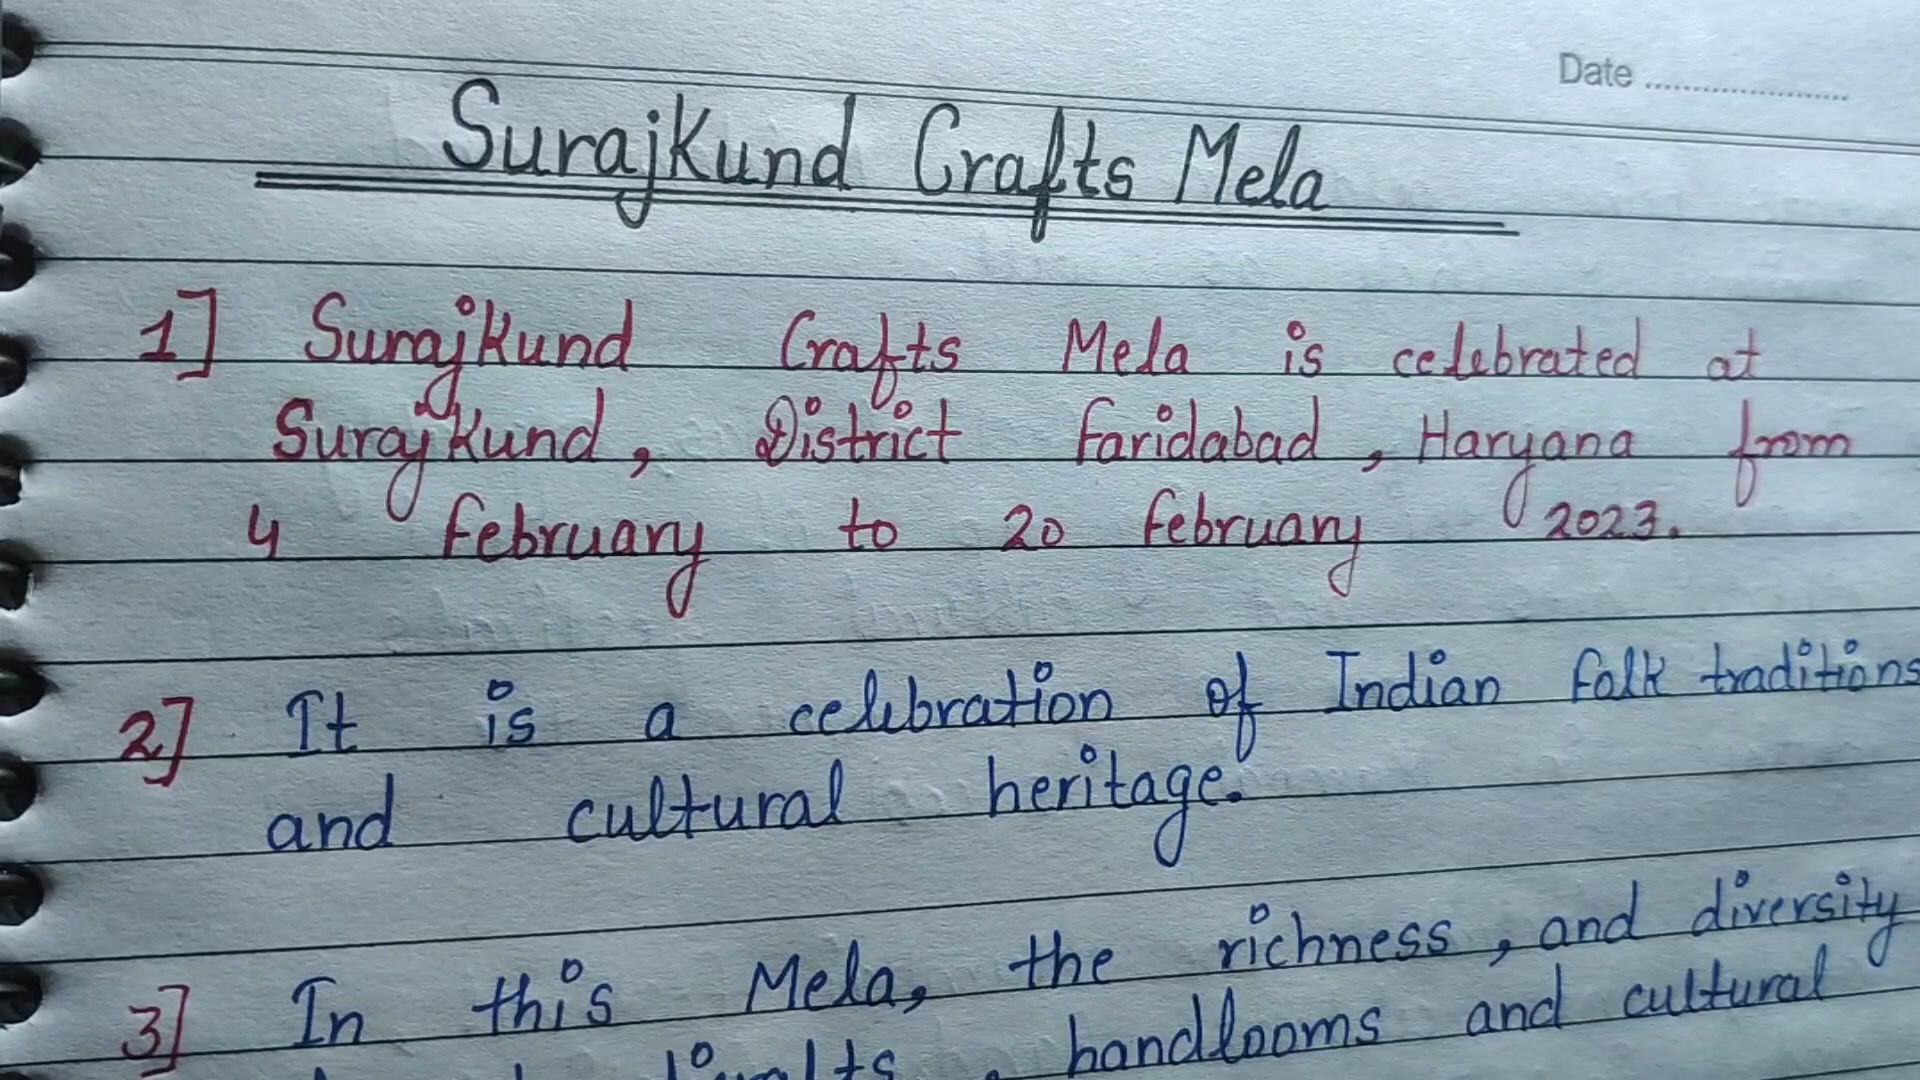 Date
SurajKund Crafts Mela
1] SurajKund Crafts Mela is celebrated at
SurajKund, District Faridabad, Haryana from
4 February to 20 February 2023.
2] It is a celebration of Indian folk traditions
and cultural heritage.
3] In this Mela, the richness, and diversity
handlooms and cultural